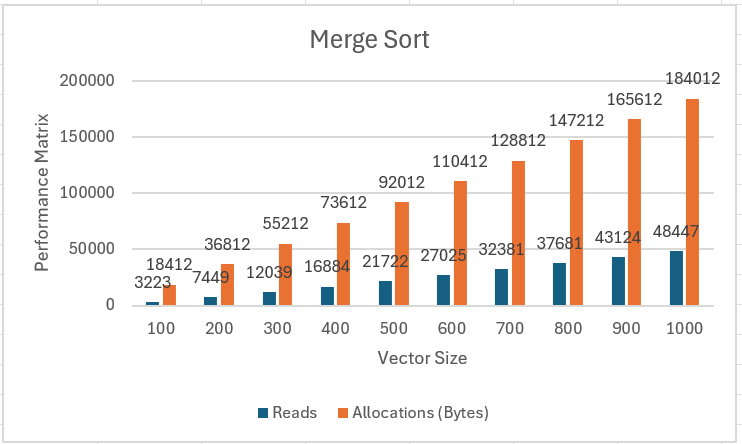 Merge Sort
Performance Matrix
200000
150000
100000
50000
0
3223 7449 12039 16884 21722 27025 32381 37681 43124 48447
18412 36812 55212 73612 92012 110412 128812 147212 165612 184012
100 200 300 400 500 600 700 800 900 1000
Vector Size
Reads Allocations (Bytes)